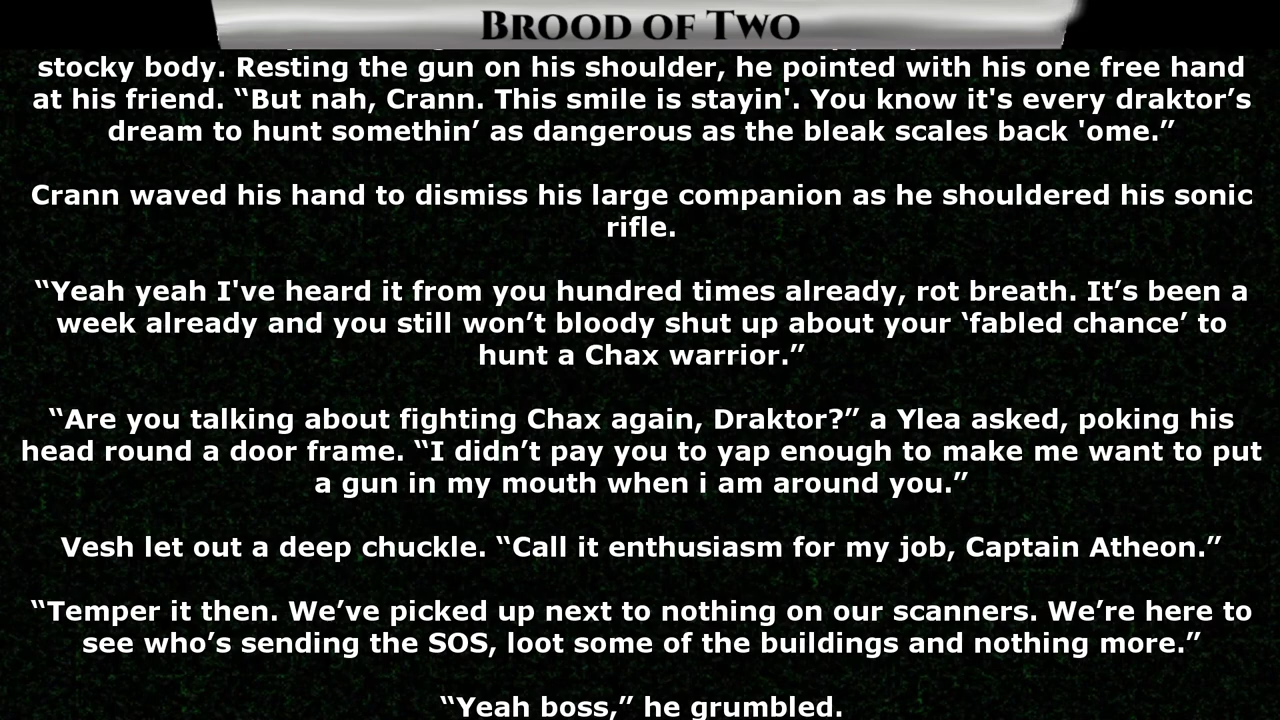 Brood of Two
stocky body. Resting the gun on his shoulder, he pointed with his one free hand
at his friend. “But nah, Crann. This smile is stayin'. You know it's every draktor’s
dream to hunt somethin’ as dangerous as the bleak scales back 'ome.”
Crann waved his hand to dismiss his large companion as he shouldered his sonic
rifle.
“Yeah yeah I've heard it from you hundred times already, rot breath. It’s been a
week already and you still won’t bloody shut up about your ‘fabled chance’ to
hunt a Chax warrior.”
“Are you talking about fighting Chax again, Draktor?” a Ylea asked, poking his
head round a door frame. “I didn’t pay you to yap enough to make me want to put
a gun in my mouth when i am around you.”
Vesh let out a deep chuckle. “Call it enthusiasm for my job, Captain Atheon.”
“Temper it then. We’ve picked up next to nothing on our scanners. We’re here to
see who’s sending the SOS, loot some of the buildings and nothing more.”
“Yeah boss,” he grumbled.